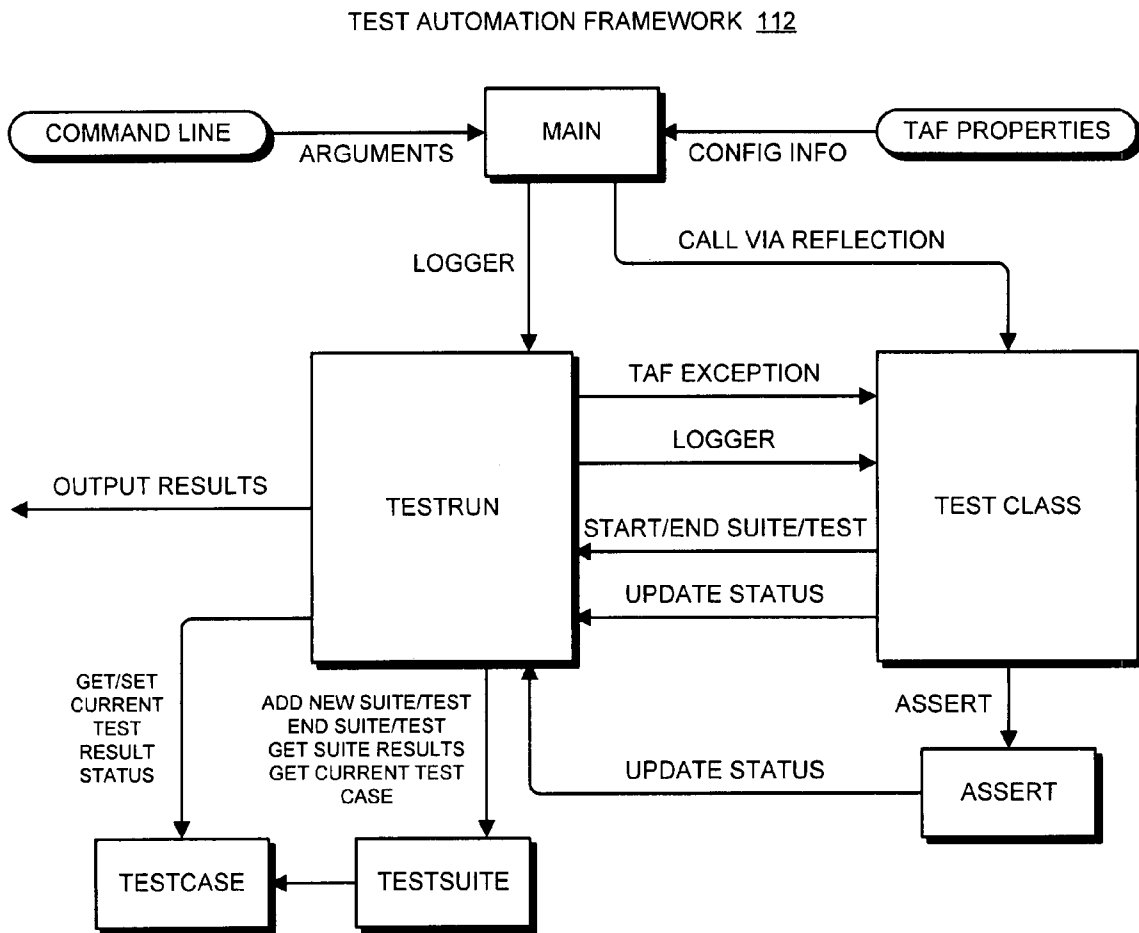 TEST AUTOMATION FRAMEWORK 112
COMMAND LINE
ARGUMENTS
MAIN
CONFIG INFO
TAF PROPERTIES
LOGGER
CALL VIA REFLECTION
TAF EXCEPTION
LOGGER
OUTPUT RESULTS
TESTRUN
TEST CLASS
START/END SUITE/TEST
UPDATE STATUS
GET/SET
CURRENT
TEST
RESULT
STATUS
ADD NEW SUITE/TEST
END SUITE/TEST
GET SUITE RESULTS
GET CURRENT TEST
CASE
ASSERT
UPDATE STATUS
ASSERT
TESTCASE
TESTSUITE